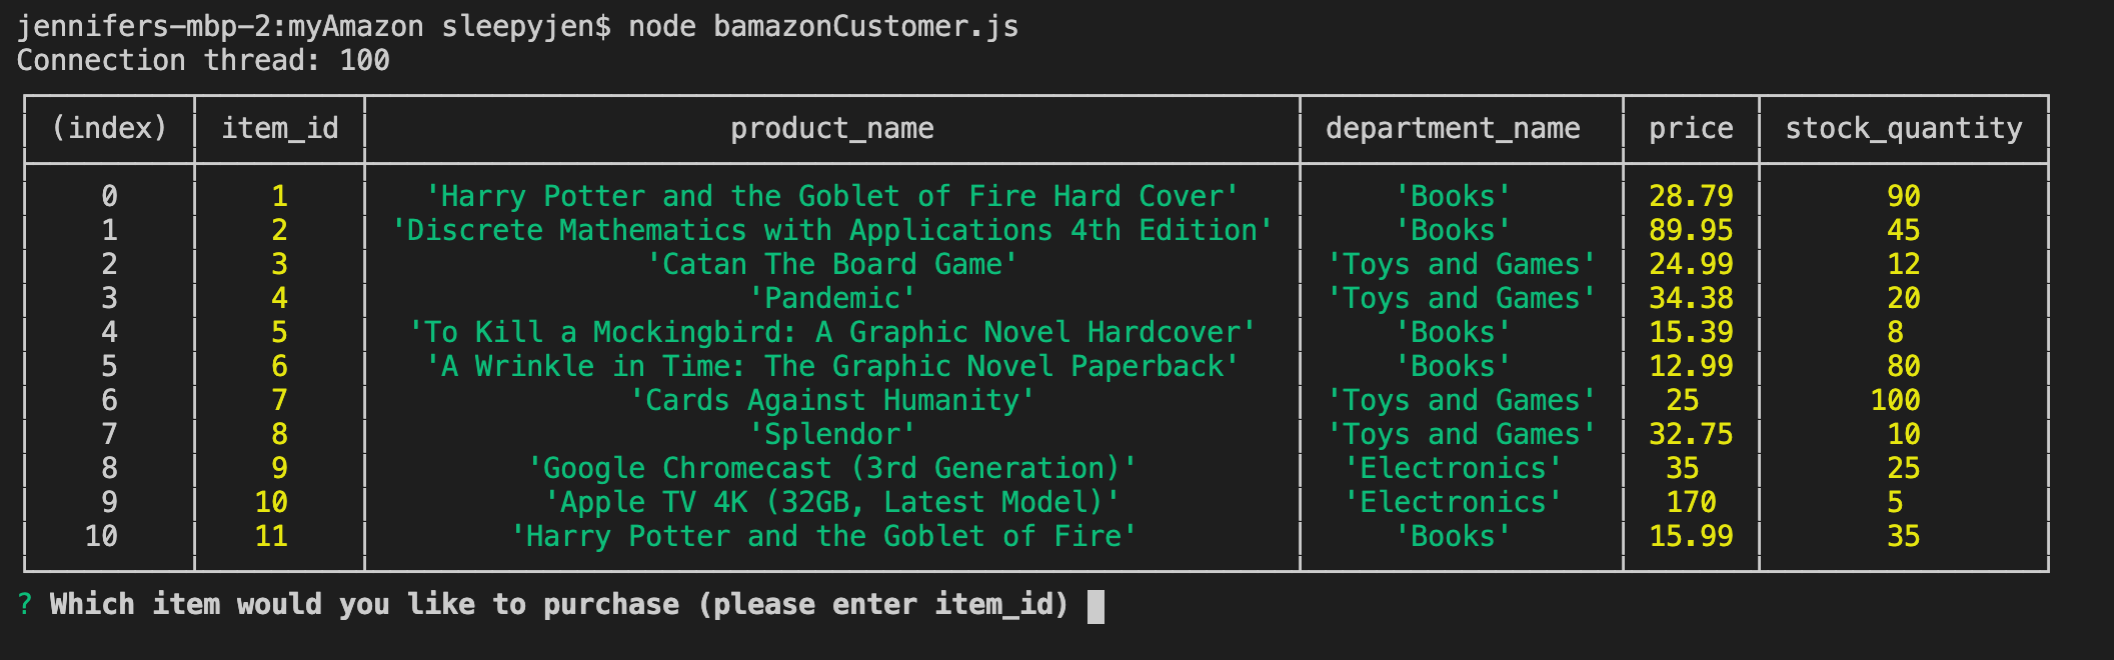 jennifers-mbp-2:myAmazon sleepyjen$ node bamazonCustomer.js
Connection thread: 100
(index) item_id product_name department_name price stock_quantity
0 1 'Harry Potter and the Goblet of Fire Hard Cover' 'Books' 28.79 90
1 2 'Discrete Mathematics with Applications 4th Edition' 'Books' 89.95 45
2 3 'Catan The Board Game' 'Toys and Games' 24.99 12
3 4 'Pandemic' 'Toys and Games' 34.38 20
4 5 'To Kill a Mockingbird: A Graphic Novel Hardcover' 'Books' 15.39 8
5 6 'A Wrinkle in Time: The Graphic Novel Paperback' 'Books' 12.99 80
6 7 'Cards Against Humanity' 'Toys and Games' 25 100
7 8 'Splendor' 'Toys and Games' 32.75 10
8 9 'Google Chromecast (3rd Generation)' 'Electronics' 35 25
9 10 'Apple TV 4K (32GB, Latest Model)' 'Electronics' 170 5
10 11 'Harry Potter and the Goblet of Fire' 'Books' 15.99 35
? Which item would you like to purchase (please enter item_id)